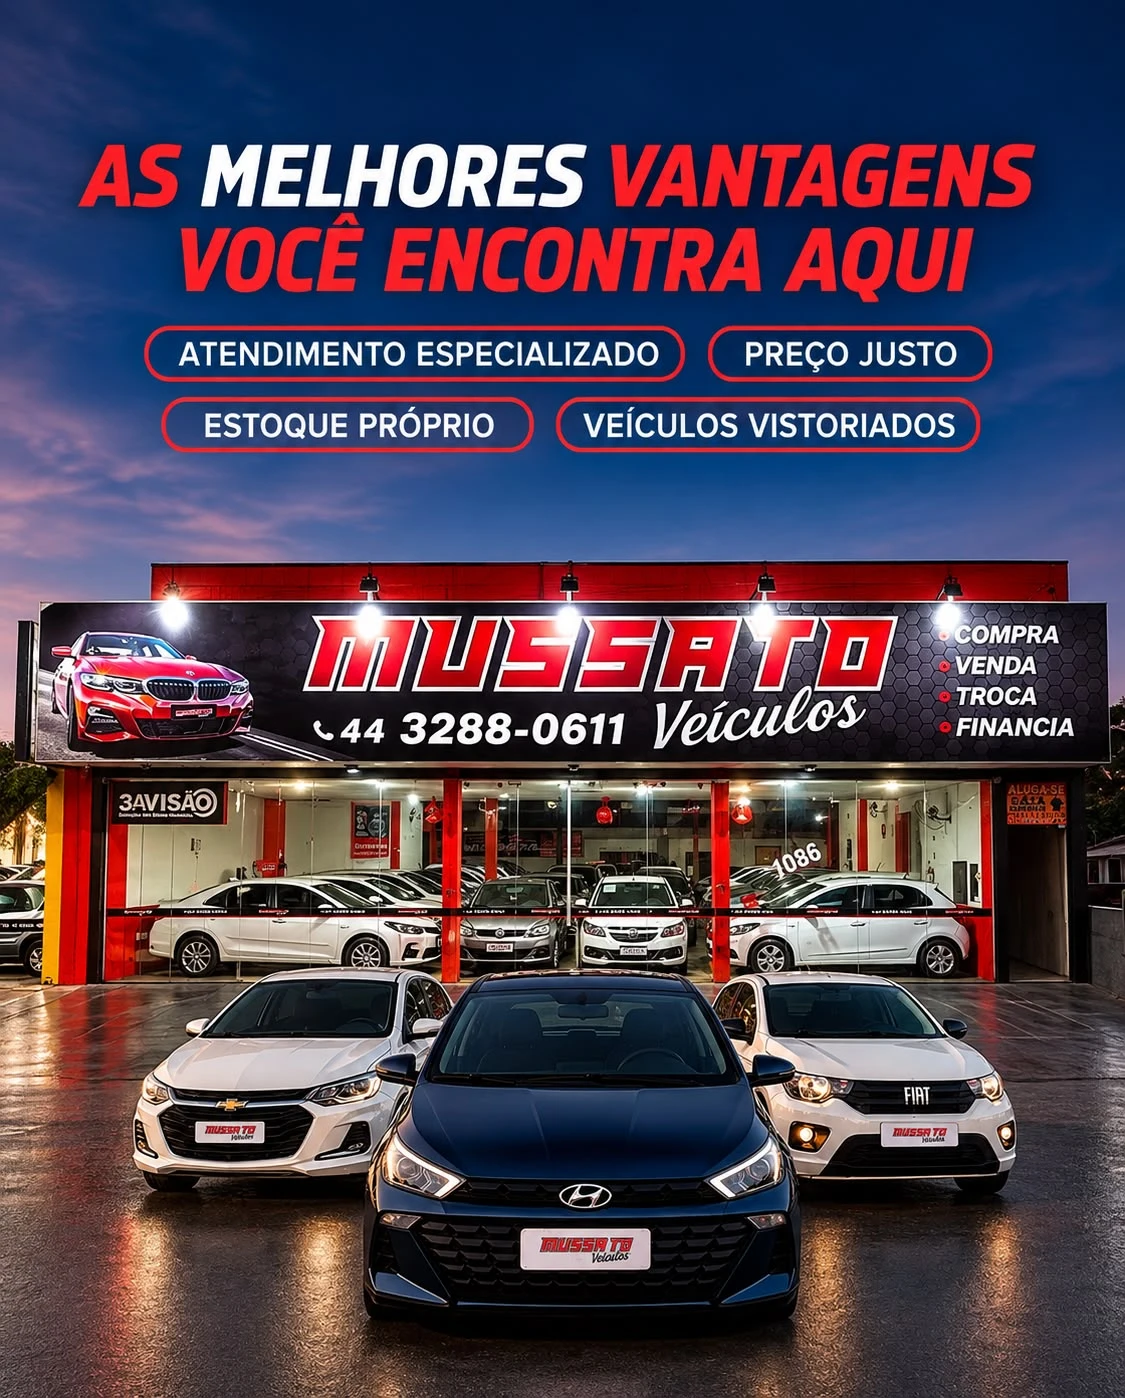 AS MELHORES VANTAGENS
VOCÊ ENCONTRA AQUI
ATENDIMENTO ESPECIALIZADO
PREÇO JUSTO
ESTOQUE PRÓPRIO
VEÍCULOS VISTORIADOS
MUSSATO
Veículos
44 3288-0611
COMPRA
VENDA
TROCA
FINANCIA
3AVISÃO
ALUGA-SE
1086
MUSSATO
Veículos
FIAT
MUSSATO
Veículos
MUSSATO
Veículos